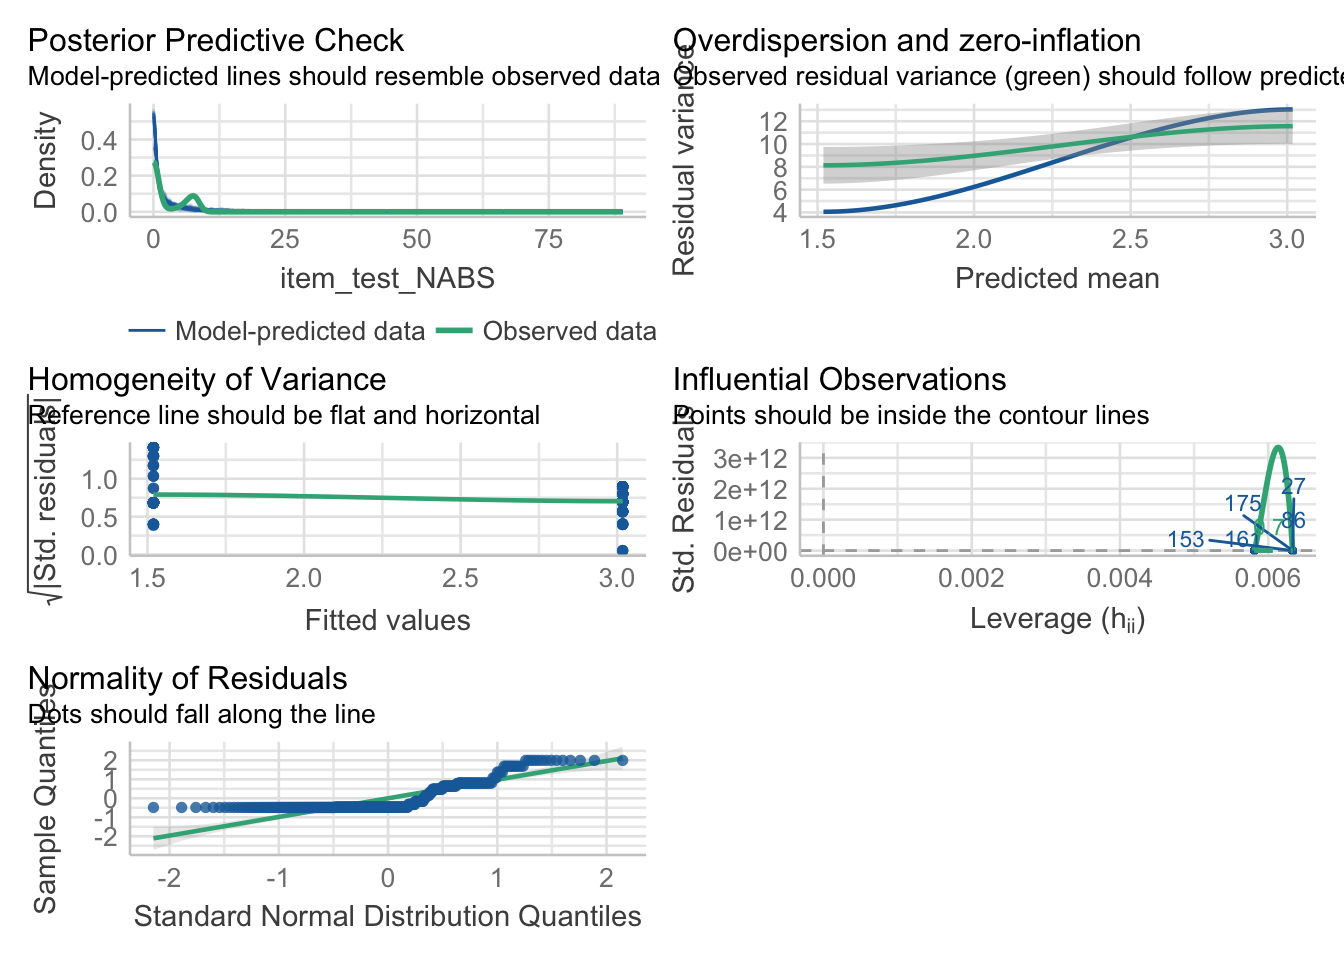 Posterior Predictive Check
Model-predicted lines should resemble observed data
Density
0.4
0.2
0.0
0 25 50 75
item_test_NABS
Model-predicted data Observed data
Overdispersion and zero-inflation
Observed residual variance (green) should follow predicte
Residual variance
12
10
8
6
4
1.5 2.0 2.5 3.0
Predicted mean
Homogeneity of Variance
Reference line should be flat and horizontal
√|Std. residuals|
1.0
0.5
0.0
1.5 2.0 2.5 3.0
Fitted values
Influential Observations
Points should be inside the contour lines
Std. Residuals
3e+12
2e+12
1e+12
0e+00
27
175
86
153
161
0.000 0.002 0.004 0.006
Leverage (hii)
Normality of Residuals
Dots should fall along the line
Sample Quantiles
2
1
0
-1
-2
-2 -1 0 1 2
Standard Normal Distribution Quantiles